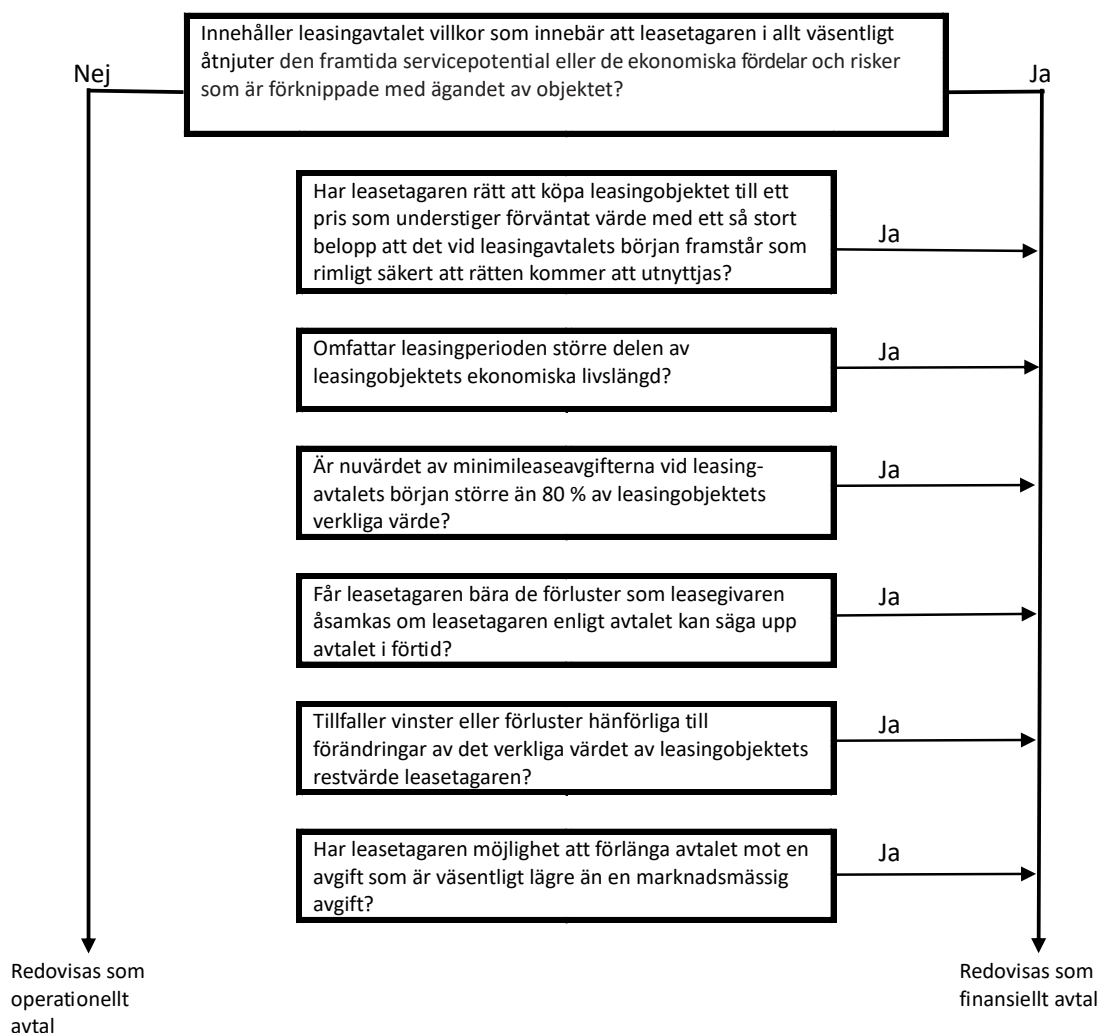 Innehåller leasingavtalet villkor som innebär att leasetagaren i allt väsentligt
åtnjuter den framtida servicepotential eller de ekonomiska fördelar och risker
som är förknippade med ägandet av objektet?
Nej
Ja
Har leasetagaren rätt att köpa leasingobjektet till ett
pris som understiger förväntat värde med ett så stort
belopp att det vid leasingavtalets början framstår som
rimligt säkert att rätten kommer att utnyttjas?
Ja
Omfattar leasingperioden större delen av
leasingobjektets ekonomiska livslängd?
Ja
Är nuvärdet av minimileaseavgifterna vid leasing-
avtalets början större än 80 % av leasingobjektets
verkliga värde?
Ja
Får leasetagaren bära de förluster som leasegivaren
åsamkas om leasetagaren enligt avtalet kan säga upp
avtalet i förtid?
Ja
Tillfaller vinster eller förluster hänförliga till
förändringar av det verkliga värdet av leasingobjektets
restvärde leasetagaren?
Ja
Har leasetagaren möjlighet att förlänga avtalet mot en
avgift som är väsentligt lägre än en marknadsmässig
avgift?
Ja
Redovisas som
operationellt
avtal
Redovisas som
finansiellt avtal